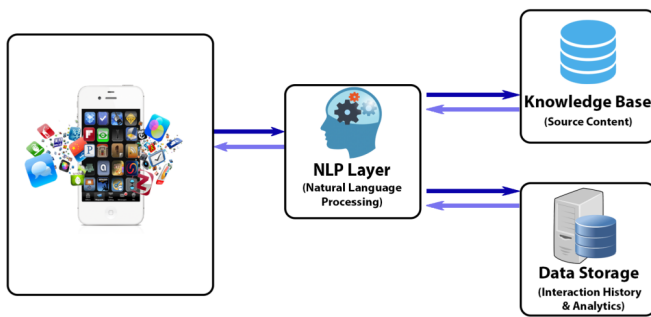 NLP Layer
(Natural Language
Processing)
Knowledge Base
(Source Content)
Data Storage
(Interaction History
& Analytics)